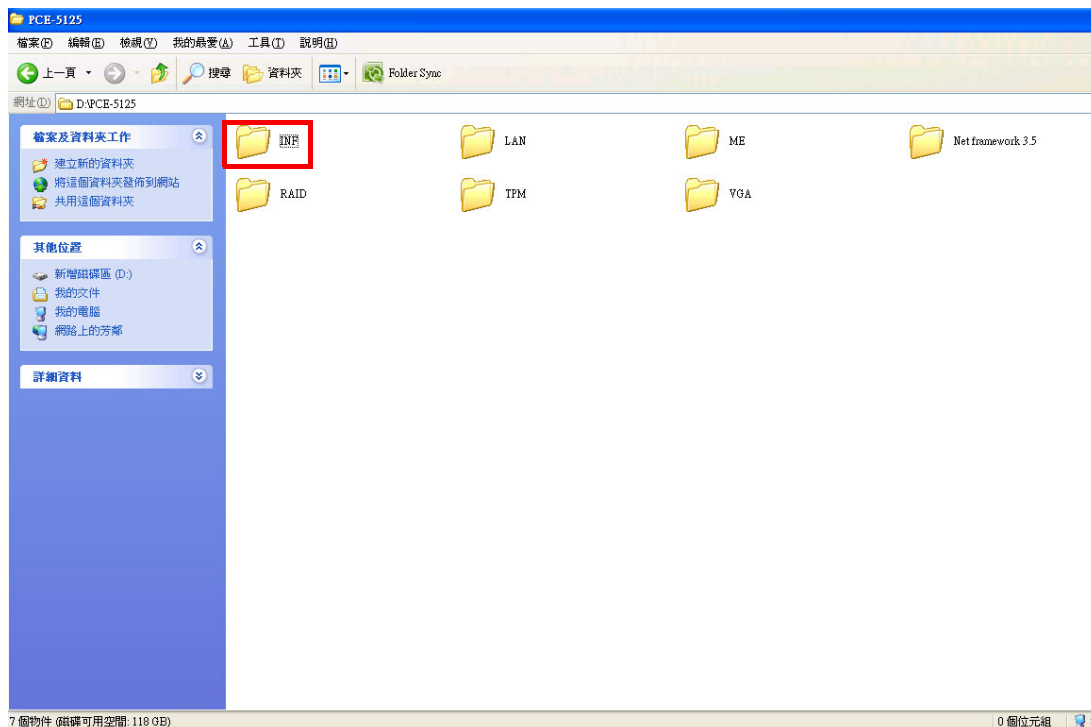 PCE-5125
檔案(F) 編輯(E) 檢視(V) 我的最愛(A) 工具(T) 說明(H)
上一頁 搜尋 資料夾 Folder Sync
網址(D) D:\PCE-5125
檔案及資料夾工作
建立新的資料夾
將這個資料夾發佈到網站
共用這個資料夾
其他位置
新增磁碟區 (D:)
我的文件
我的電腦
網路上的芳鄰
詳細資料
INF LAN ME Net framework 3.5
RAID TPM VGA
7 個物件 (磁碟可用空間: 118 GB) 0 個位元組